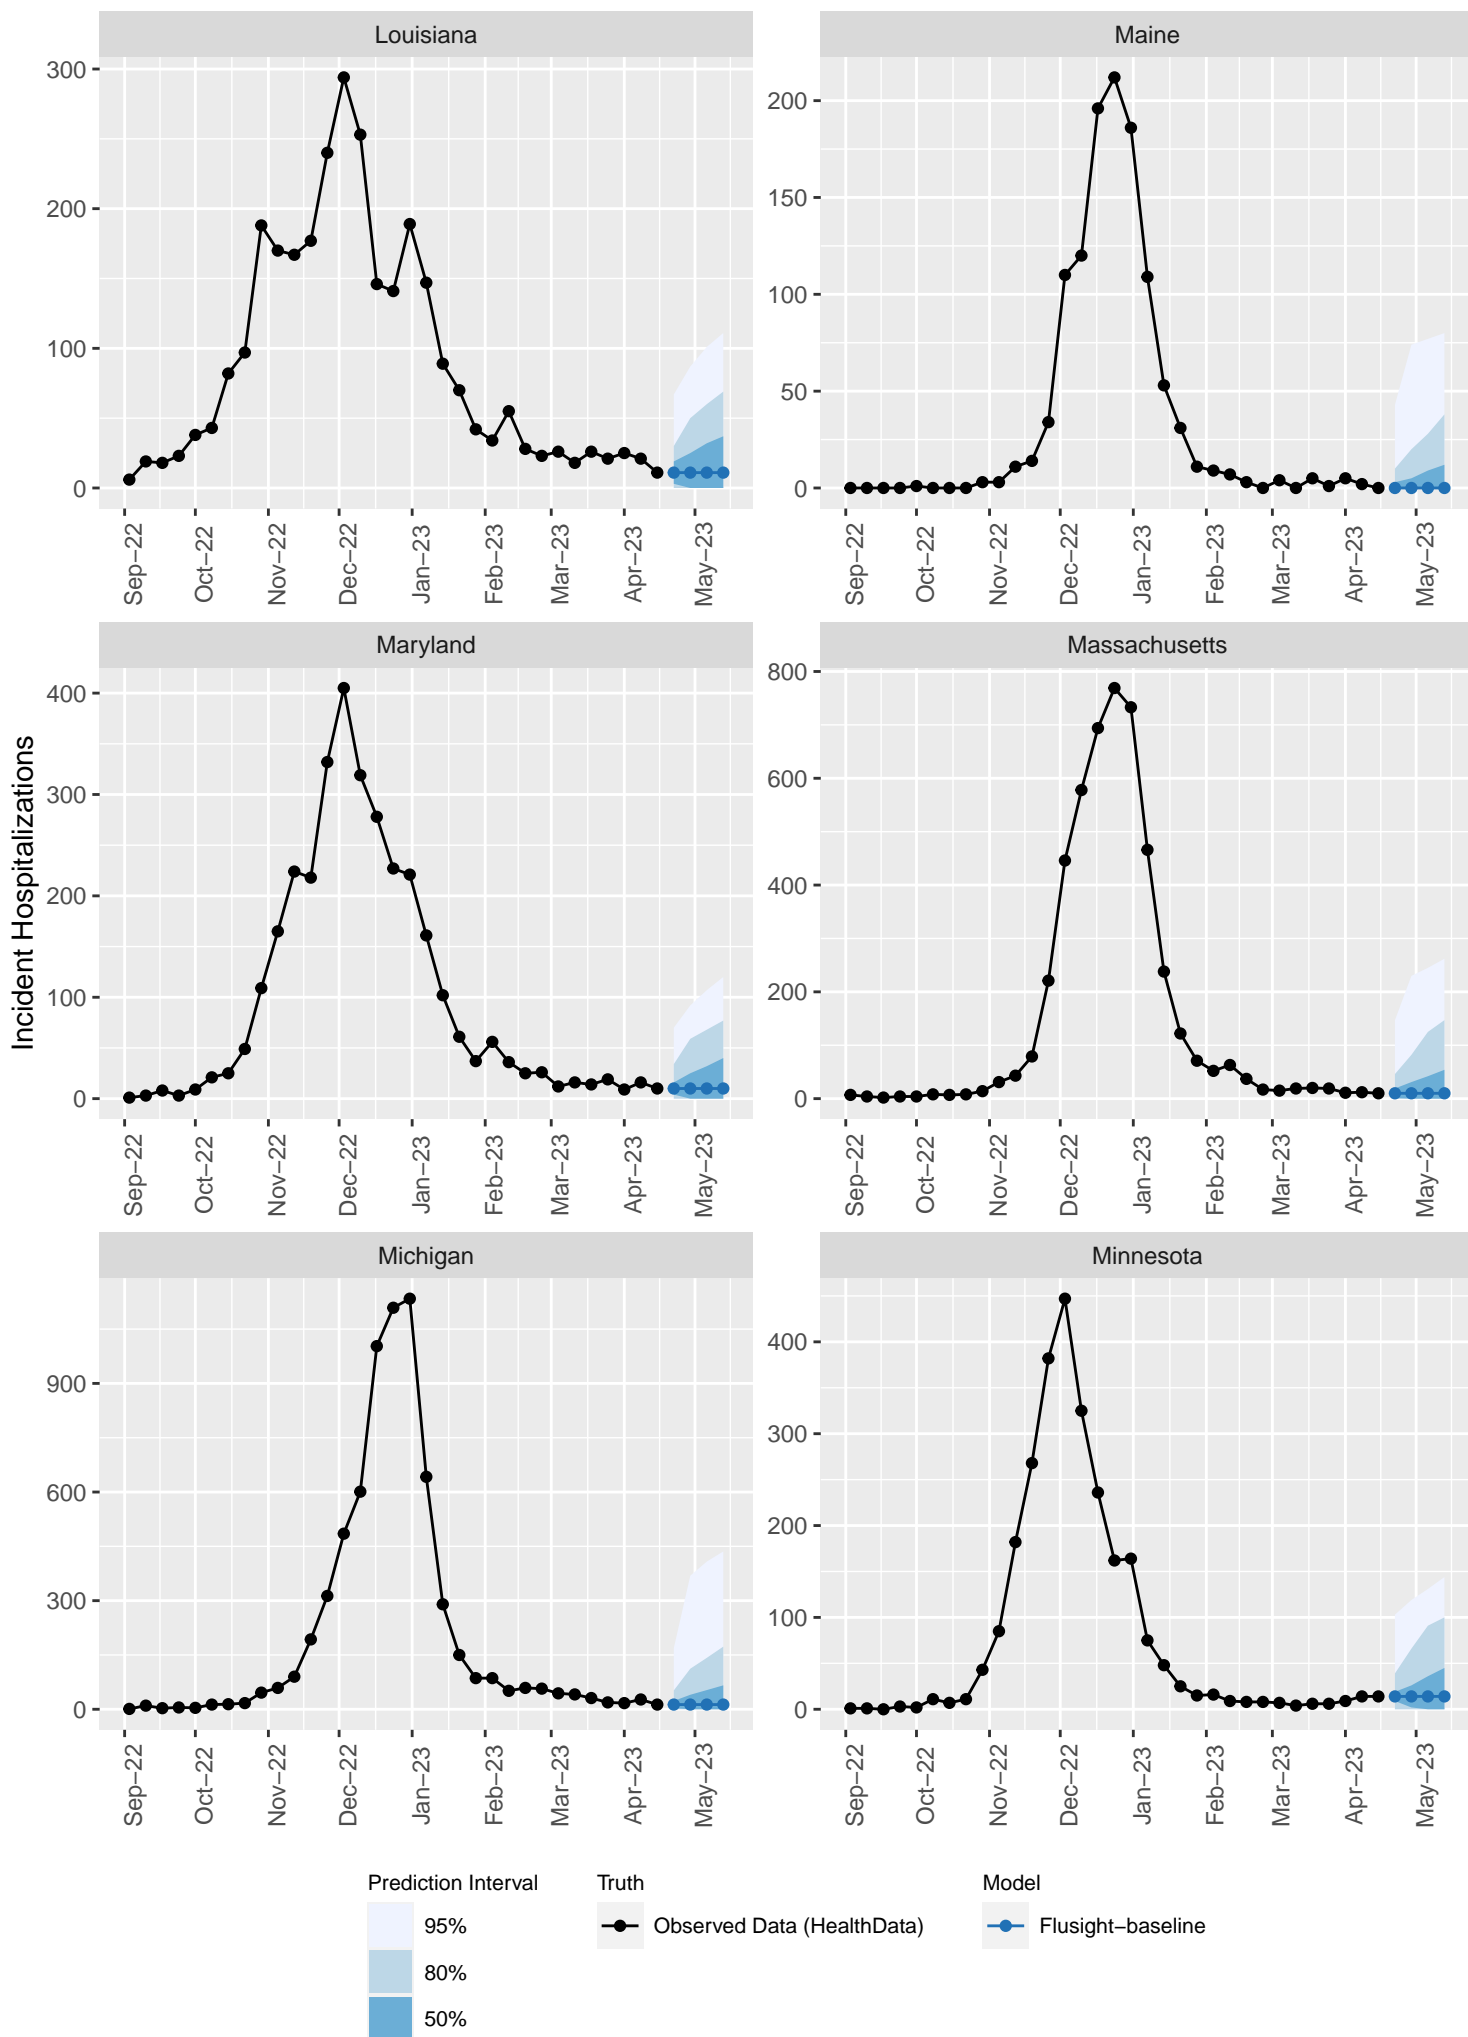 Louisiana
Maine
300
200
100
0
200
150
100
50
0
Sep−22
Oct−22
Nov−22
Dec−22
Jan−23
Feb−23
Mar−23
Apr−23
May−23
Sep−22
Oct−22
Nov−22
Dec−22
Jan−23
Feb−23
Mar−23
Apr−23
May−23
Incident Hospitalizations
Maryland
Massachusetts
400
300
200
100
0
800
600
400
200
0
Sep−22
Oct−22
Nov−22
Dec−22
Jan−23
Feb−23
Mar−23
Apr−23
May−23
Sep−22
Oct−22
Nov−22
Dec−22
Jan−23
Feb−23
Mar−23
Apr−23
May−23
Michigan
Minnesota
900
600
300
0
400
300
200
100
0
Sep−22
Oct−22
Nov−22
Dec−22
Jan−23
Feb−23
Mar−23
Apr−23
May−23
Sep−22
Oct−22
Nov−22
Dec−22
Jan−23
Feb−23
Mar−23
Apr−23
May−23
Prediction Interval
95%
80%
50%
Truth
Observed Data (HealthData)
Model
Flusight−baseline